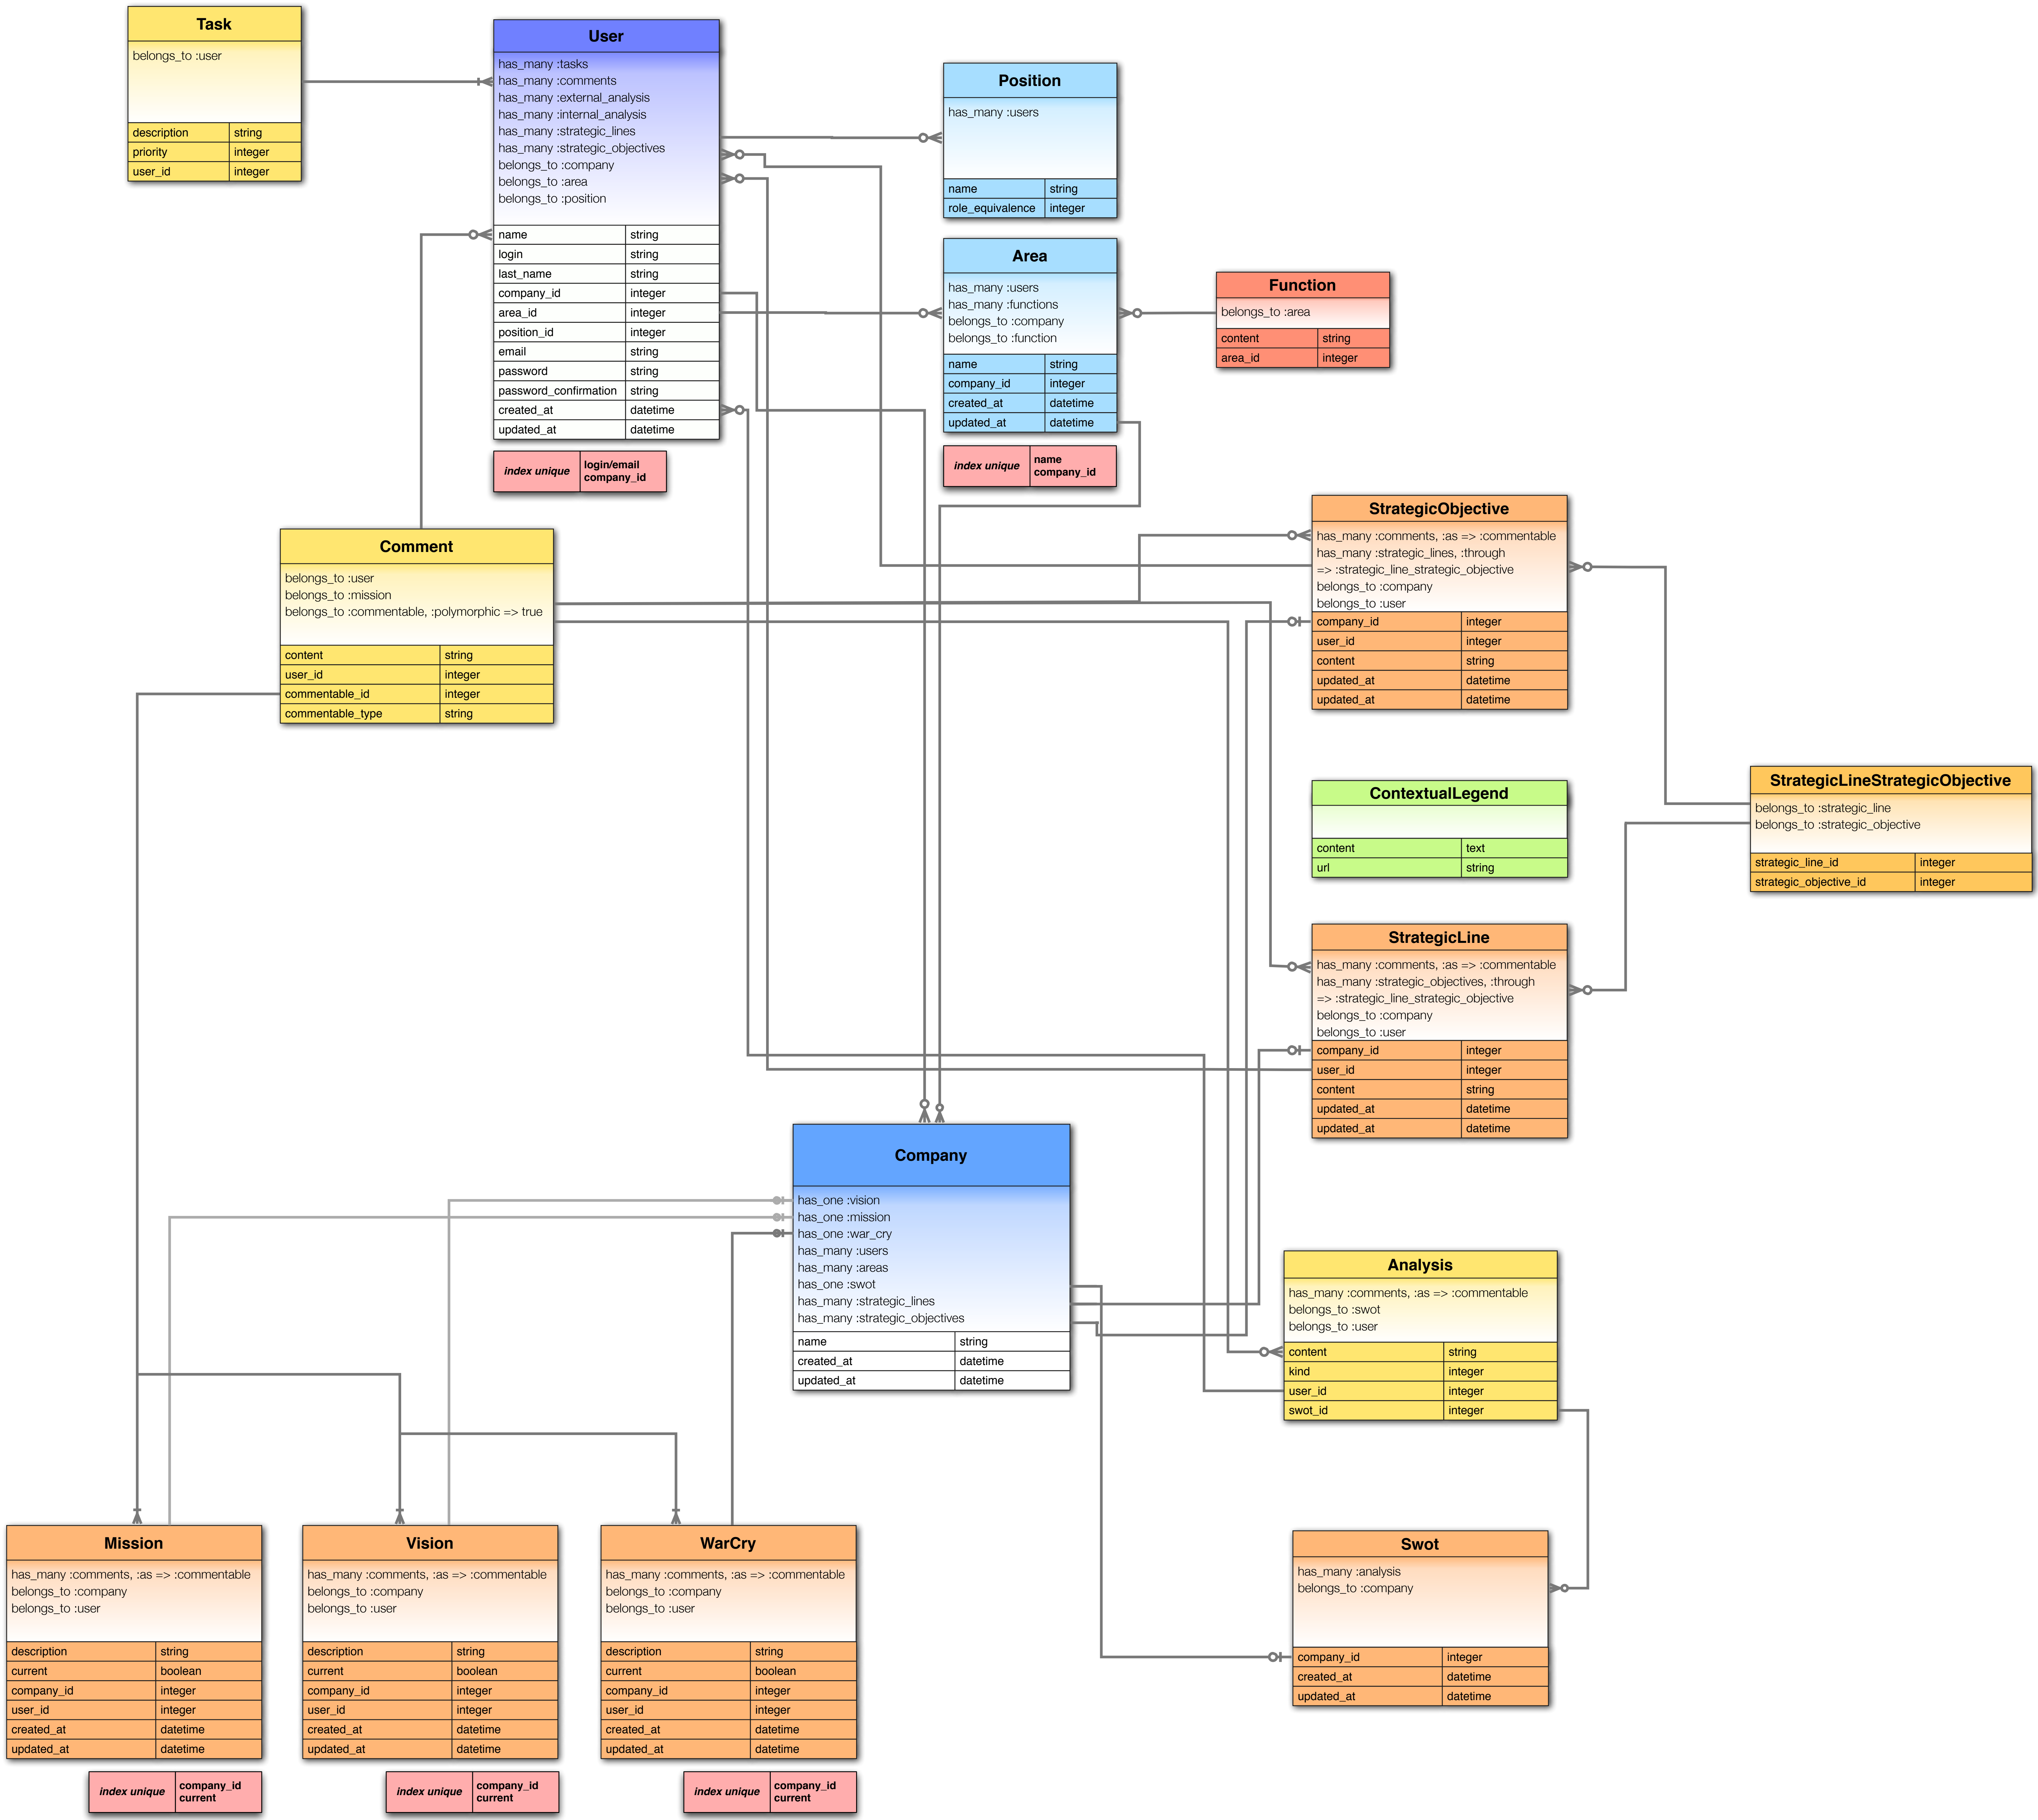 Task
belongs_to :user
description string
priority integer
user_id integer
User
has_many :tasks
has_many :comments
has_many :external_analysis
has_many :internal_analysis
has_many :strategic_lines
has_many :strategic_objectives
belongs_to :company
belongs_to :area
belongs_to :position
name string
login string
last_name string
company_id integer
area_id integer
position_id integer
email string
password string
password_confirmation string
created_at datetime
updated_at datetime
index unique login/email
company_id
Position
has_many :users
name string
role_equivalence integer
Area
has_many :users
has_many :functions
belongs_to :company
belongs_to :function
name string
company_id integer
created_at datetime
updated_at datetime
index unique name
company_id
Function
belongs_to :area
content string
area_id integer
Comment
belongs_to :user
belongs_to :mission
belongs_to :commentable, :polymorphic => true
content string
user_id integer
commentable_id integer
commentable_type string
StrategicObjective
has_many :comments, :as => :commentable
has_many :strategic_lines, :through
=> :strategic_line_strategic_objective
belongs_to :company
belongs_to :user
company_id integer
user_id integer
content string
updated_at datetime
updated_at datetime
ContextualLegend
content text
url string
StrategicLineStrategicObjective
belongs_to :strategic_line
belongs_to :strategic_objective
strategic_line_id integer
strategic_objective_id integer
StrategicLine
has_many :comments, :as => :commentable
has_many :strategic_objectives, :through
=> :strategic_line_strategic_objective
belongs_to :company
belongs_to :user
company_id integer
user_id integer
content string
updated_at datetime
updated_at datetime
Company
has_one :vision
has_one :mission
has_one :war_cry
has_many :users
has_many :areas
has_one :swot
has_many :strategic_lines
has_many :strategic_objectives
name string
created_at datetime
updated_at datetime
Analysis
has_many :comments, :as => :commentable
belongs_to :swot
belongs_to :user
content string
kind integer
user_id integer
swot_id integer
Mission
has_many :comments, :as => :commentable
belongs_to :company
belongs_to :user
description string
current boolean
company_id integer
user_id integer
created_at datetime
updated_at datetime
index unique company_id
current
Vision
has_many :comments, :as => :commentable
belongs_to :company
belongs_to :user
description string
current boolean
company_id integer
user_id integer
created_at datetime
updated_at datetime
index unique company_id
current
WarCry
has_many :comments, :as => :commentable
belongs_to :company
belongs_to :user
description string
current boolean
company_id integer
user_id integer
created_at datetime
updated_at datetime
index unique company_id
current
Swot
has_many :analysis
belongs_to :company
company_id integer
created_at datetime
updated_at datetime